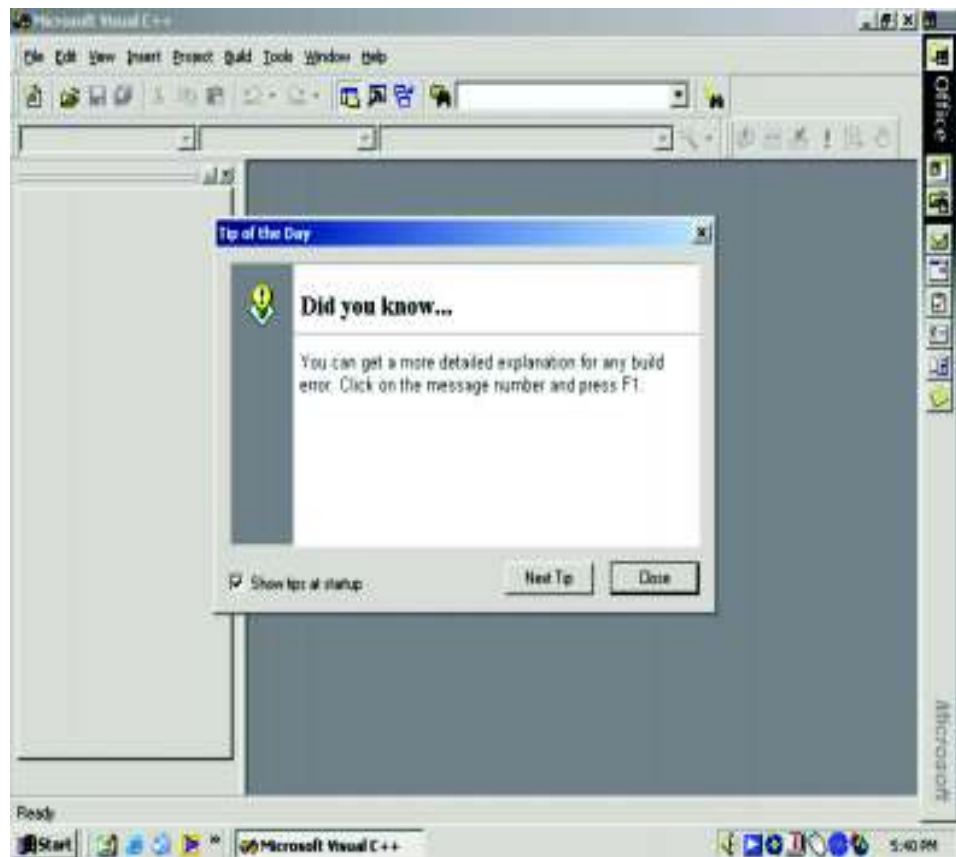 Microsoft Visual C++
File Edit View Insert Project Build Tools Window Help
Office
Tip of the Day
Did you know...
You can get a more detailed explanation for any build
error. Click on the message number and press F1.
Show tips at startup
Next Tip
Close
Microsoft
Ready
Start
Microsoft Visual C++
5:40 PM